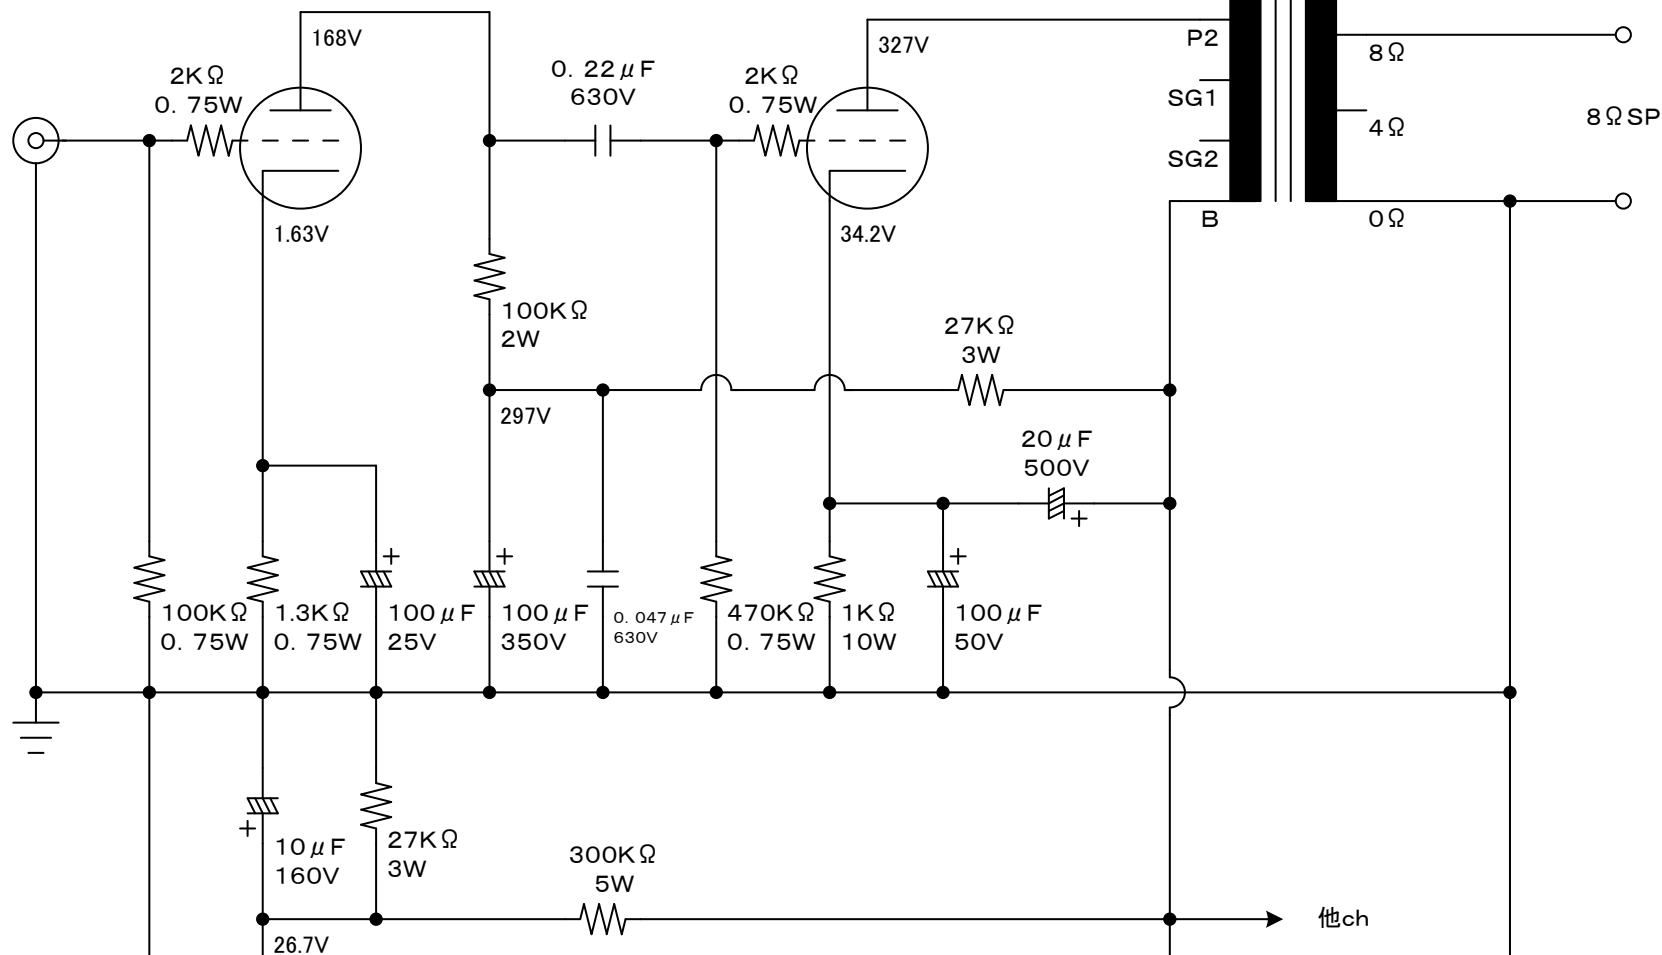 168V
327V
P2
8Ω
2KΩ
0. 75W
0. 22μF
630V
2KΩ
0. 75W
SG1
4Ω
8ΩSP
SG2
1.63V
34.2V
B
0Ω
100KΩ
2W
27KΩ
3W
297V
20μF
500V
+
+
+
+
100KΩ
0. 75W
1.3KΩ
0. 75W
100μF
25V
100μF
350V
0. 047μF
630V
470KΩ
0. 75W
1KΩ
10W
100μF
50V
+
10μF
160V
27KΩ
3W
300KΩ
5W
他ch
26.7V